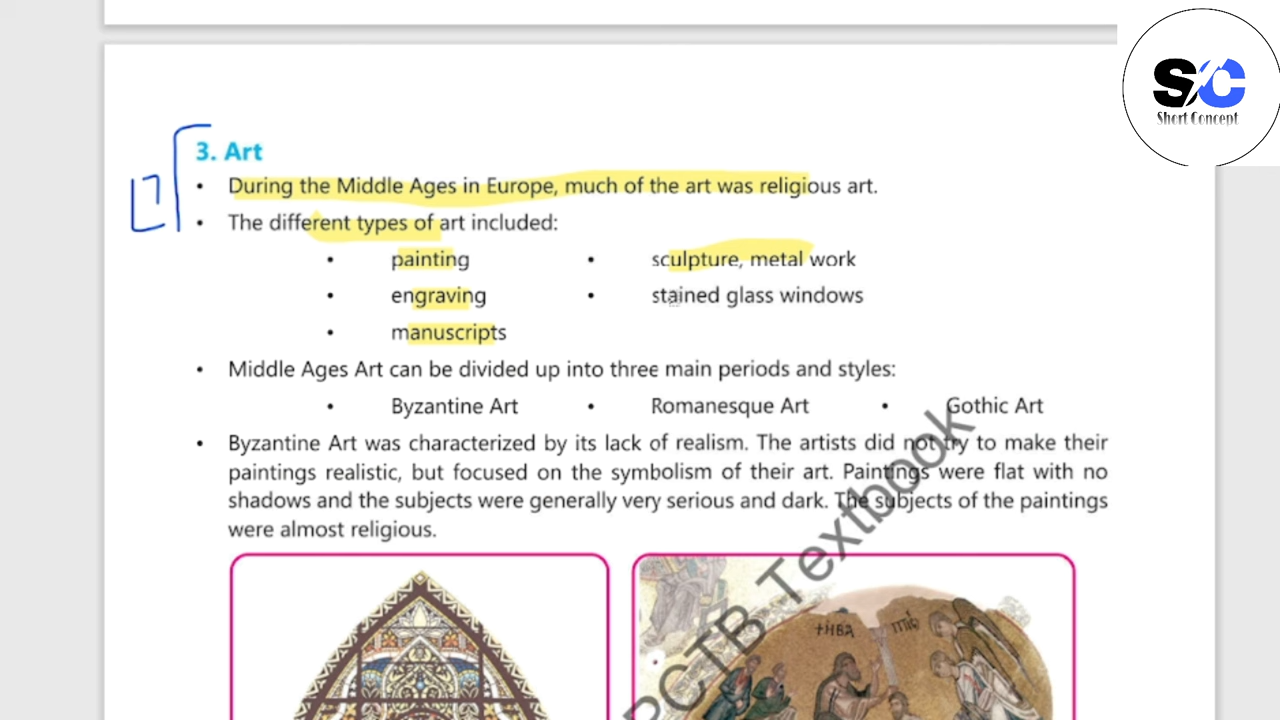 SC
Short Concept
3. Art
• During the Middle Ages in Europe, much of the art was religious art.
• The different types of art included:
• painting • sculpture, metal work
• engraving • stained glass windows
• manuscripts
• Middle Ages Art can be divided up into three main periods and styles:
• Byzantine Art • Romanesque Art • Gothic Art
• Byzantine Art was characterized by its lack of realism. The artists did not try to make their
paintings realistic, but focused on the symbolism of their art. Paintings were flat with no
shadows and the subjects were generally very serious and dark. The subjects of the paintings
were almost religious.
PCTB Textbook